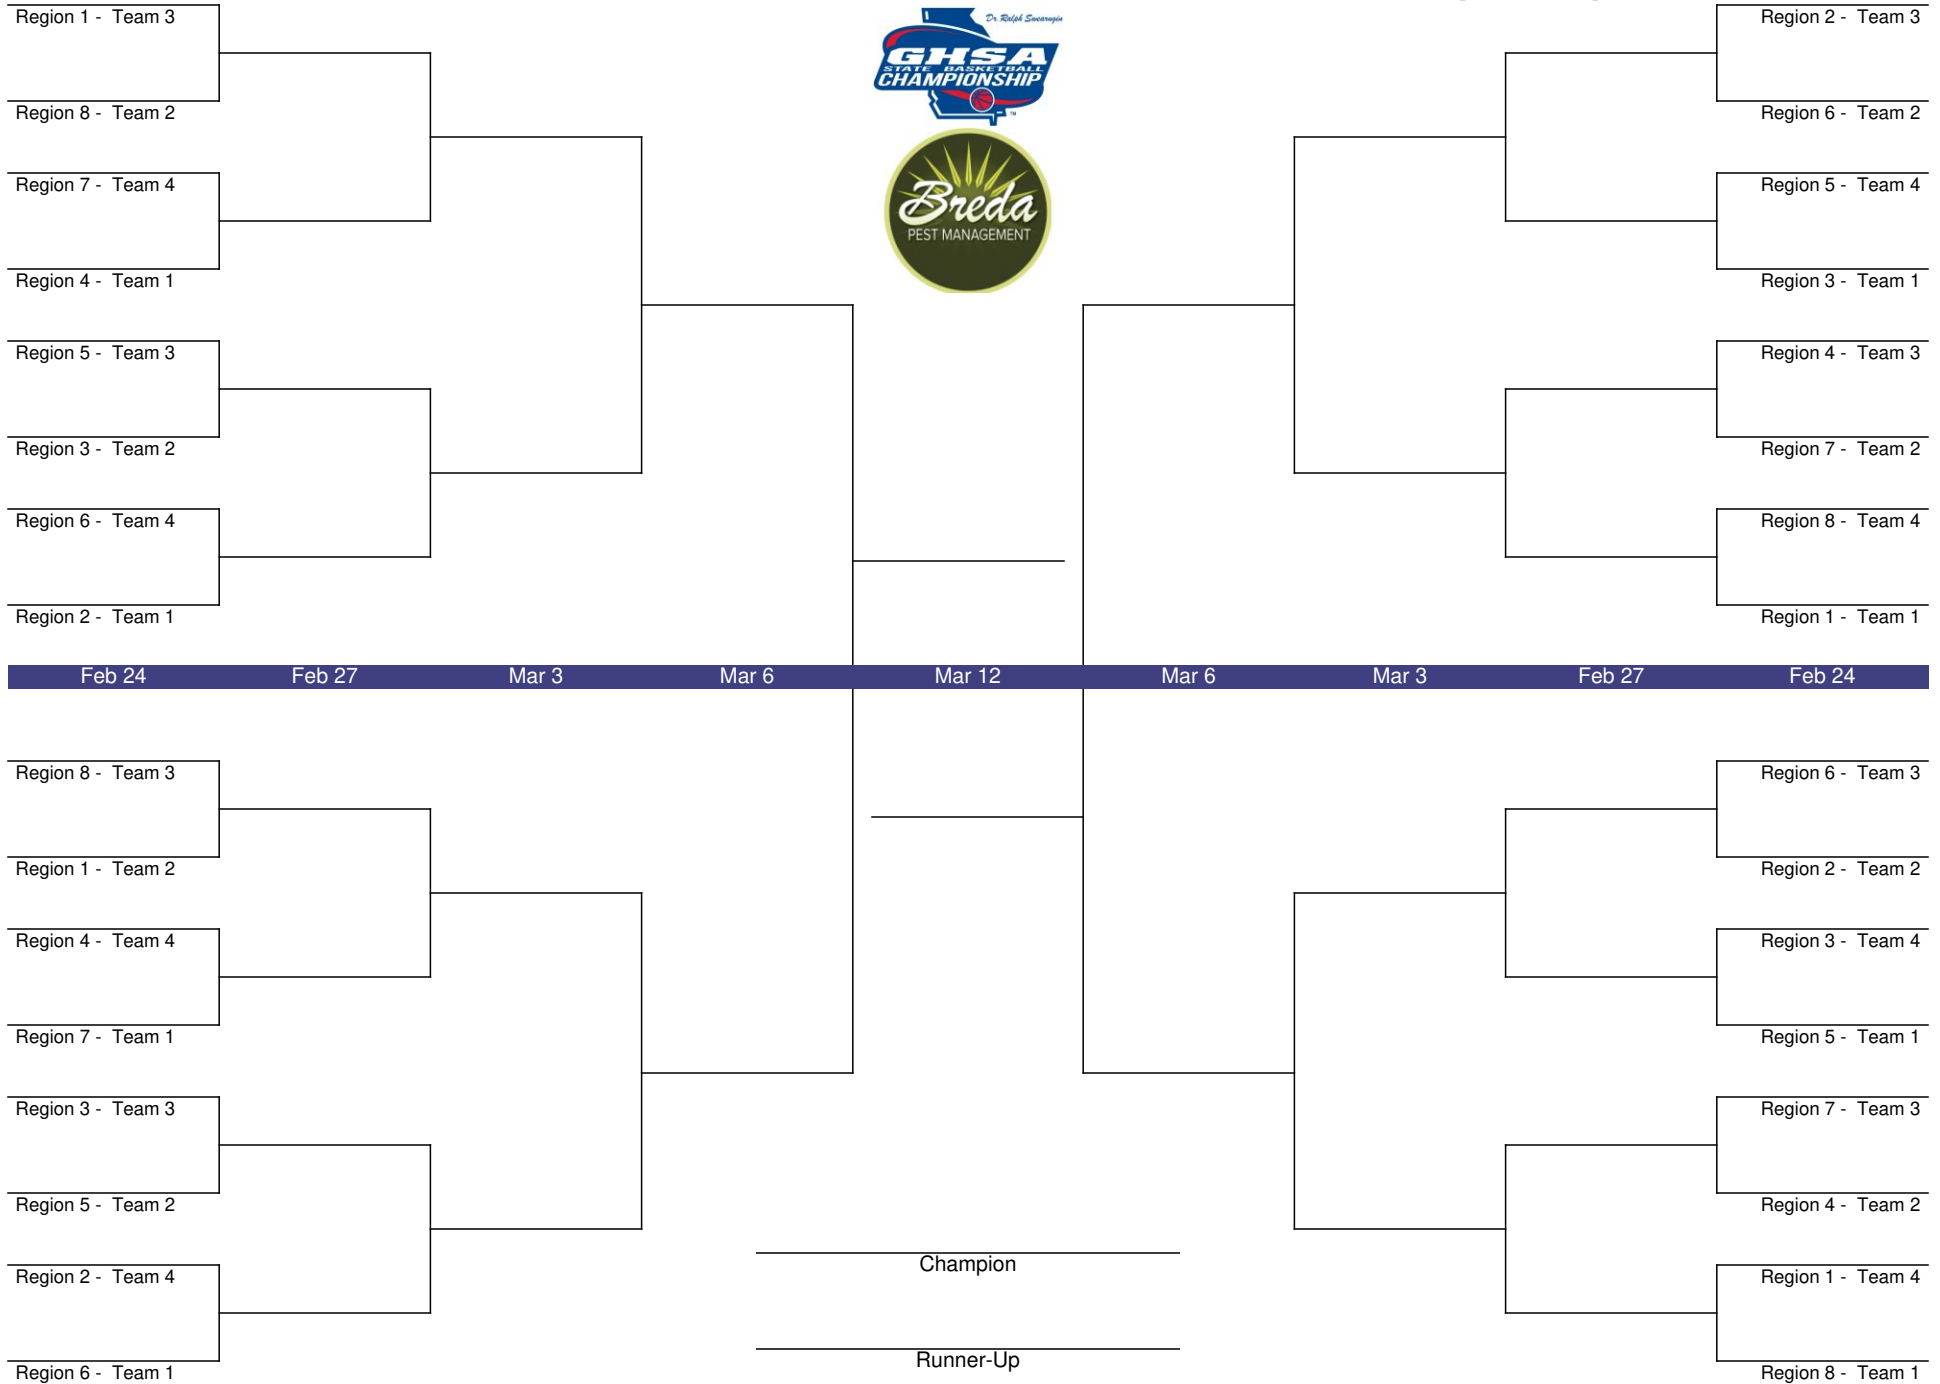 Region 1 - Team 3
Region 8 - Team 2
Region 7 - Team 4
Region 4 - Team 1
Region 5 - Team 3
Region 3 - Team 2
Region 6 - Team 4
Region 2 - Team 1
Dr. Ralph Swearngin
GHSA
STATE BASKETBALL
CHAMPIONSHIP
TM
Breda
PEST MANAGEMENT
Region 2 - Team 3
Region 6 - Team 2
Region 5 - Team 4
Region 3 - Team 1
Region 4 - Team 3
Region 7 - Team 2
Region 8 - Team 4
Region 1 - Team 1
Feb 24 Feb 27 Mar 3 Mar 6 Mar 12 Mar 6 Mar 3 Feb 27 Feb 24
Region 8 - Team 3
Region 1 - Team 2
Region 4 - Team 4
Region 7 - Team 1
Region 3 - Team 3
Region 5 - Team 2
Region 2 - Team 4
Region 6 - Team 1
Champion
Runner-Up
Region 6 - Team 3
Region 2 - Team 2
Region 3 - Team 4
Region 5 - Team 1
Region 7 - Team 3
Region 4 - Team 2
Region 1 - Team 4
Region 8 - Team 1